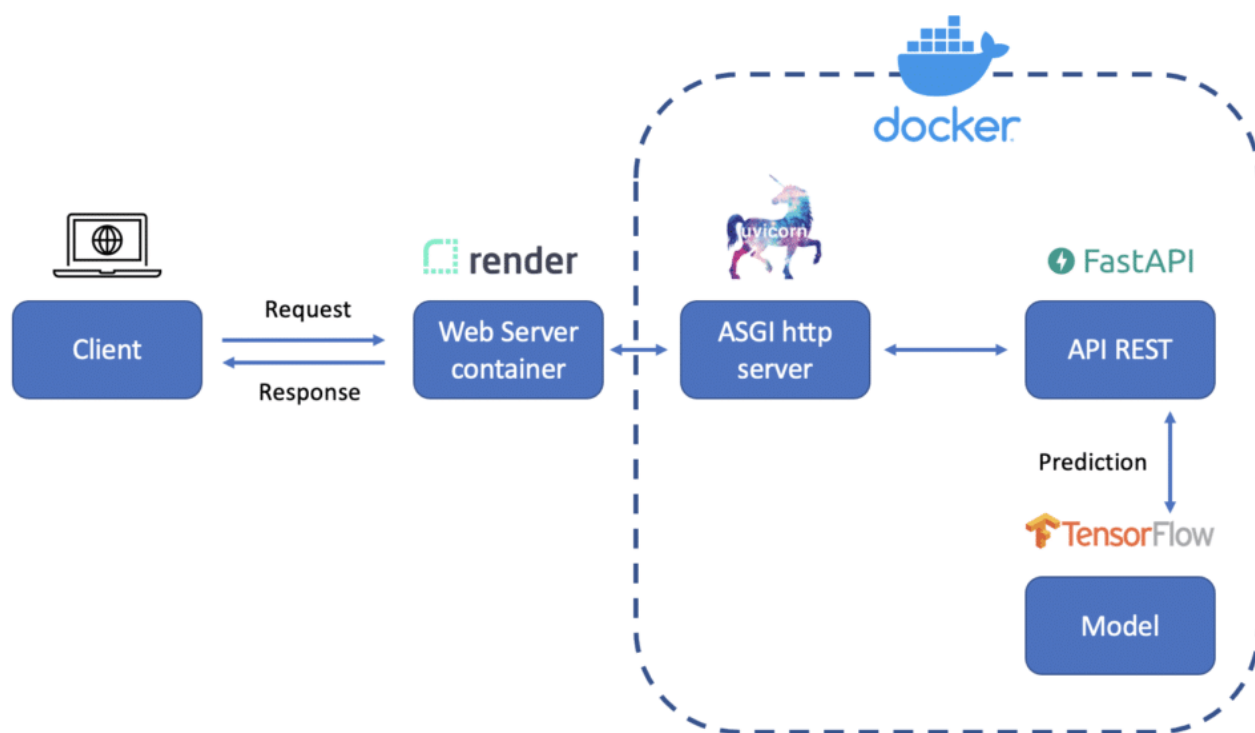 docker
uvicorn
render
FastAPI
Client
Request
Response
Web Server
container
ASGI http
server
API REST
Prediction
TensorFlow
Model